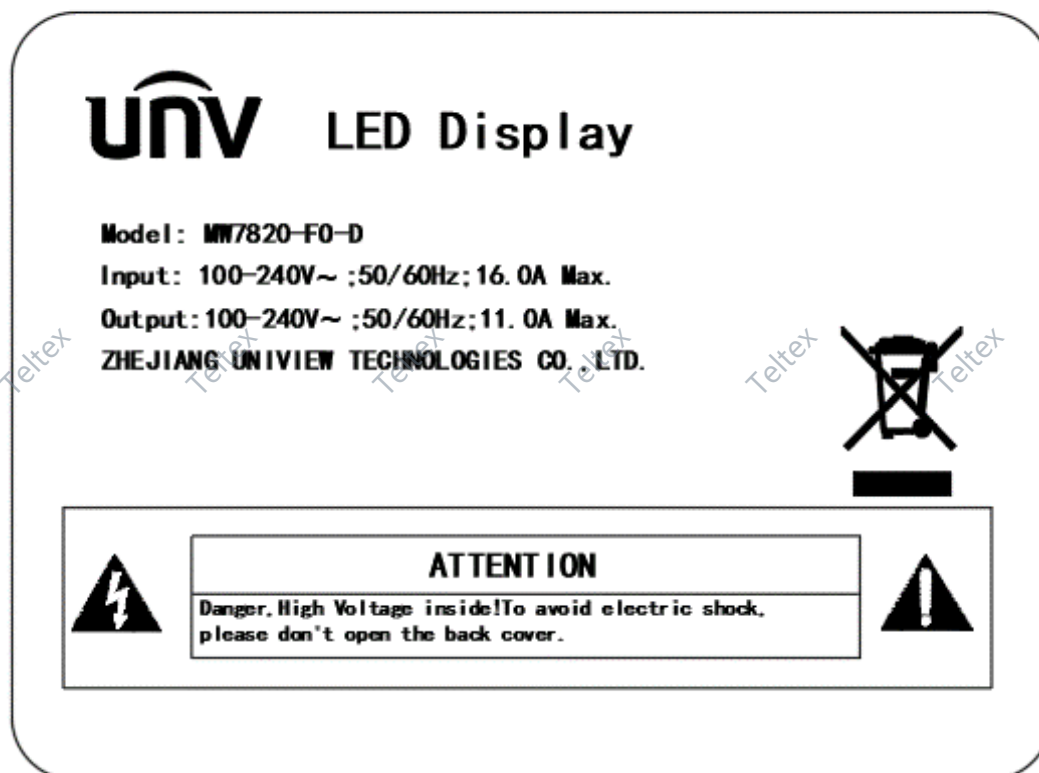 unv LED Display
Model: MW7820-F0-D
Input: 100-240V~ ;50/60Hz;16.0A Max.
Output:100-240V~ ;50/60Hz;11.0A Max.
ZHEJIANG UNIVIEW TECHNOLOGIES CO.,LTD.
Teltex Teltex Teltex Teltex Teltex Teltex
ATTENTION
Danger,High Voltage inside!To avoid electric shock,
please don't open the back cover.